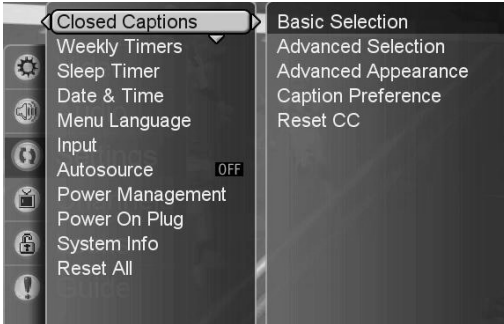 Closed Captions
Weekly Timers
Sleep Timer
Date & Time
Menu Language
Input
Autosource OFF
Power Management
Power On Plug
System Info
Reset All
Basic Selection
Advanced Selection
Advanced Appearance
Caption Preference
Reset CC
Guide